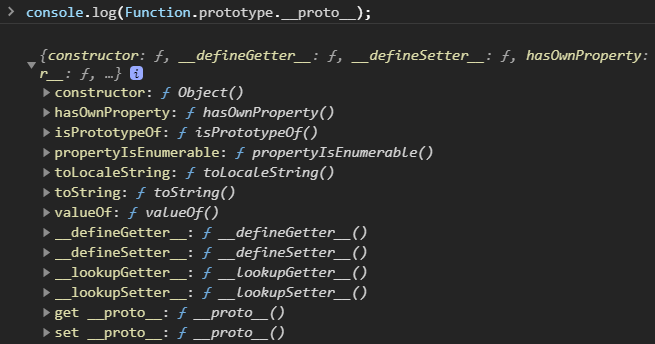 > console.log(Function.prototype.__proto__);
{constructor: ƒ, __defineGetter__: ƒ, __defineSetter__: ƒ, hasOwnProperty:
r__: ƒ, …} i
constructor: ƒ Object()
hasOwnProperty: ƒ hasOwnProperty()
isPrototypeOf: ƒ isPrototypeOf()
propertyIsEnumerable: ƒ propertyIsEnumerable()
toLocaleString: ƒ toLocaleString()
toString: ƒ toString()
valueOf: ƒ valueOf()
__defineGetter__: ƒ __defineGetter__()
__defineSetter__: ƒ __defineSetter__()
__lookupGetter__: ƒ __lookupGetter__()
__lookupSetter__: ƒ __lookupSetter__()
get __proto__: ƒ __proto__()
set __proto__: ƒ __proto__()